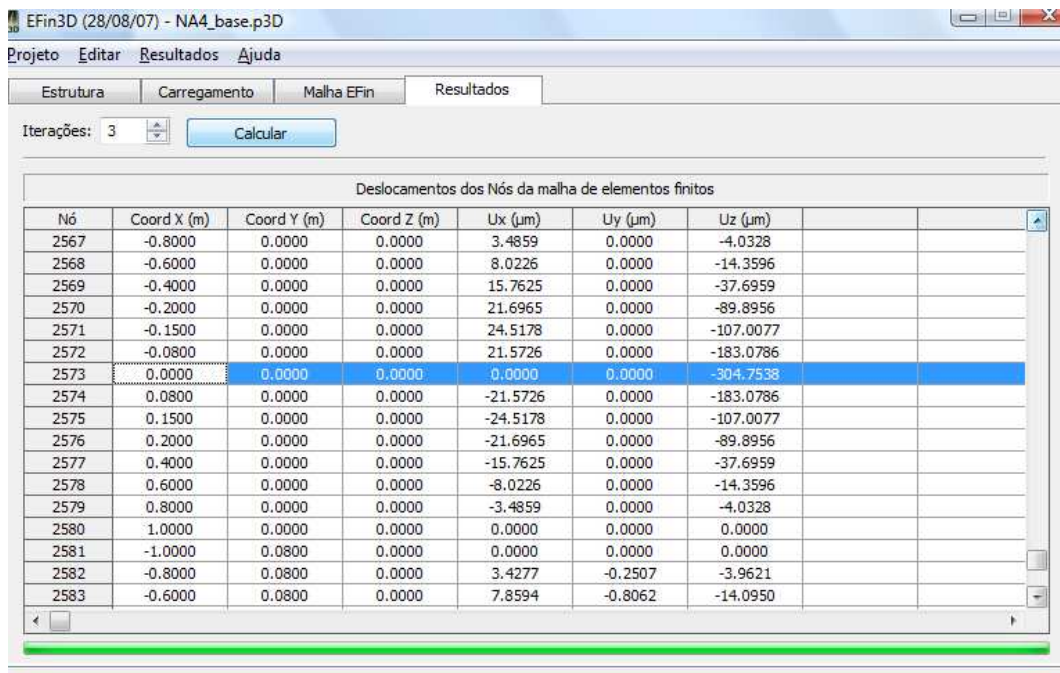 EFin3D (28/08/07) - NA4_base.p3D
Projeto Editar Resultados Ajuda
Estrutura Carregamento Malha EFin Resultados
Iterações: 3 Calcular
Deslocamentos dos Nós da malha de elementos finitos
Nó Coord X (m) Coord Y (m) Coord Z (m) Ux (μm) Uy (μm) Uz (μm)
2567 -0.8000 0.0000 0.0000 3.4859 0.0000 -4.0328
2568 -0.6000 0.0000 0.0000 8.0226 0.0000 -14.3596
2569 -0.4000 0.0000 0.0000 15.7625 0.0000 -37.6959
2570 -0.2000 0.0000 0.0000 21.6965 0.0000 -89.8956
2571 -0.1500 0.0000 0.0000 24.5178 0.0000 -107.0077
2572 -0.0800 0.0000 0.0000 21.5726 0.0000 -183.0786
2573 0.0000 0.0000 0.0000 0.0000 0.0000 -304.7538
2574 0.0800 0.0000 0.0000 -21.5726 0.0000 -183.0786
2575 0.1500 0.0000 0.0000 -24.5178 0.0000 -107.0077
2576 0.2000 0.0000 0.0000 -21.6965 0.0000 -89.8956
2577 0.4000 0.0000 0.0000 -15.7625 0.0000 -37.6959
2578 0.6000 0.0000 0.0000 -8.0226 0.0000 -14.3596
2579 0.8000 0.0000 0.0000 -3.4859 0.0000 -4.0328
2580 1.0000 0.0000 0.0000 0.0000 0.0000 0.0000
2581 -1.0000 0.0800 0.0000 0.0000 0.0000 0.0000
2582 -0.8000 0.0800 0.0000 3.4277 -0.2507 -3.9621
2583 -0.6000 0.0800 0.0000 7.8594 -0.8062 -14.0950